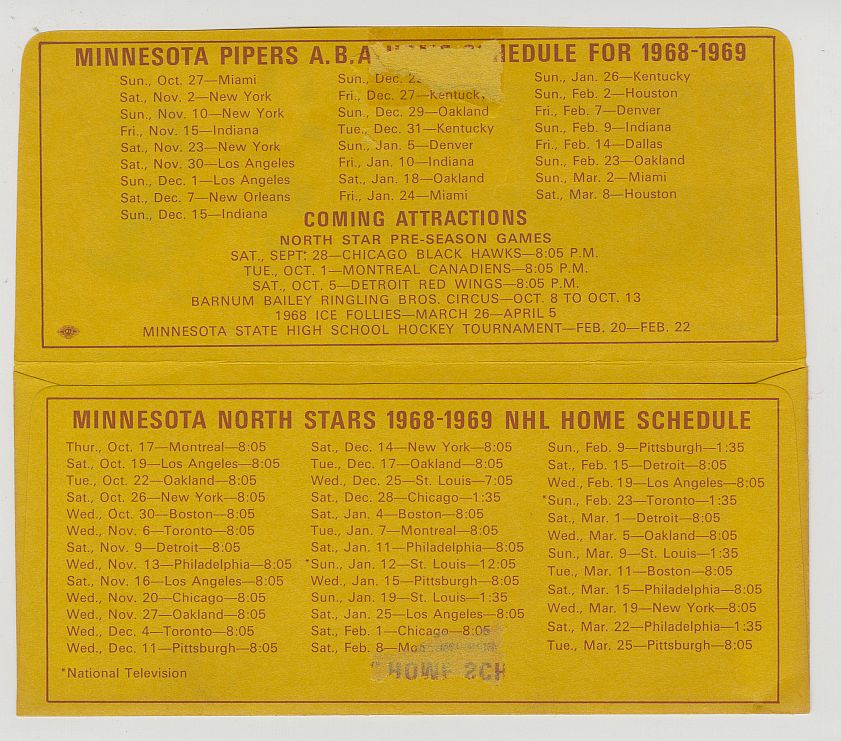 MINNESOTA PIPERS A.B.A. SCHEDULE FOR 1968-1969
Sun., Oct. 27—Miami
Sat., Nov. 2—New York
Sun., Nov. 10—New York
Fri., Nov. 15—Indiana
Sat., Nov. 23—New York
Sat., Nov. 30—Los Angeles
Sun., Dec. 1—Los Angeles
Sat., Dec. 7—New Orleans
Sun., Dec. 15—Indiana
Sun., Dec.
Fri., Dec. 27—Kentucky
Sun., Dec. 29—Oakland
Tue., Dec. 31—Kentucky
Sun., Jan. 5—Denver
Fri., Jan. 10—Indiana
Sat., Jan. 18—Oakland
Fri., Jan. 24—Miami
Sun., Jan. 26—Kentucky
Sun., Feb. 2—Houston
Fri., Feb. 7—Denver
Sun., Feb. 9—Indiana
Fri., Feb. 14—Dallas
Sun., Feb. 23—Oakland
Sun., Mar. 2—Miami
Sat., Mar. 8—Houston
COMING ATTRACTIONS
NORTH STAR PRE-SEASON GAMES
SAT., SEPT. 28—CHICAGO BLACK HAWKS—8:05 P.M.
TUE., OCT. 1—MONTREAL CANADIENS—8:05 P.M.
SAT., OCT. 5—DETROIT RED WINGS—8:05 P.M.
BARNUM BAILEY RINGLING BROS. CIRCUS—OCT. 8 TO OCT. 13
1968 ICE FOLLIES—MARCH 26—APRIL 5
MINNESOTA STATE HIGH SCHOOL HOCKEY TOURNAMENT—FEB. 20—FEB. 22
MINNESOTA NORTH STARS 1968-1969 NHL HOME SCHEDULE
Thur., Oct. 17—Montreal—8:05
Sat., Oct. 19—Los Angeles—8:05
Tue., Oct. 22—Oakland—8:05
Sat., Oct. 26—New York—8:05
Wed., Oct. 30—Boston—8:05
Wed., Nov. 6—Toronto—8:05
Sat., Nov. 9—Detroit—8:05
Wed., Nov. 13—Philadelphia—8:05
Sat., Nov. 16—Los Angeles—8:05
Wed., Nov. 20—Chicago—8:05
Wed., Nov. 27—Oakland—8:05
Wed., Dec. 4—Toronto—8:05
Wed., Dec. 11—Pittsburgh—8:05
Sat., Dec. 14—New York—8:05
Tue., Dec. 17—Oakland—8:05
Wed., Dec. 25—St. Louis—7:05
Sat., Dec. 28—Chicago—1:35
Sat., Jan. 4—Boston—8:05
Tue., Jan. 7—Montreal—8:05
Sat., Jan. 11—Philadelphia—8:05
*Sun., Jan. 12—St. Louis—12:05
Wed., Jan. 15—Pittsburgh—8:05
Sun., Jan. 19—St. Louis—1:35
Sat., Jan. 25—Los Angeles—8:05
Sat., Feb. 1—Chicago—8:05
Sat., Feb. 8—
Sun., Feb. 9—Pittsburgh—1:35
Sat., Feb. 15—Detroit—8:05
Wed., Feb. 19—Los Angeles—8:05
*Sun., Feb. 23—Toronto—1:35
Sat., Mar. 1—Detroit—8:05
Wed., Mar. 5—Oakland—8:05
Sun., Mar. 9—St. Louis—1:35
Tue., Mar. 11—Boston—8:05
Sat., Mar. 15—Philadelphia—8:05
Wed., Mar. 19—New York—8:05
Sat., Mar. 22—Philadelphia—1:35
Tue., Mar. 25—Pittsburgh—8:05
*National Television